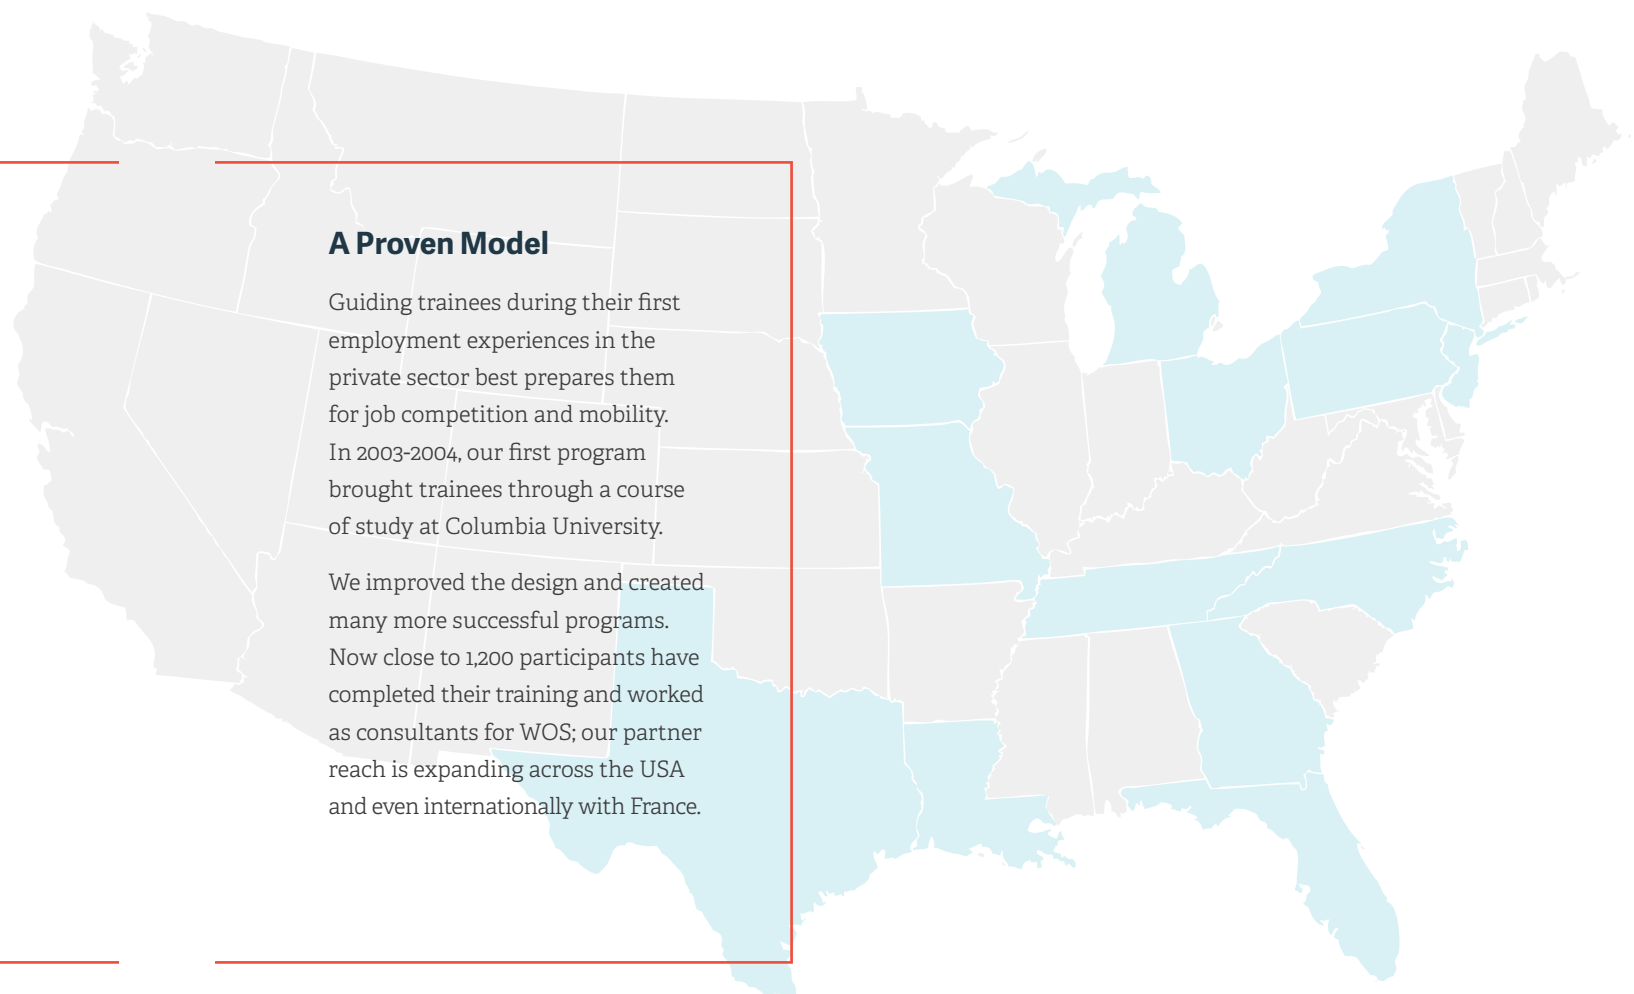 A Proven Model
Guiding trainees during their first
employment experiences in the
private sector best prepares them
for job competition and mobility.
In 2003-2004, our first program
brought trainees through a course
of study at Columbia University.
We improved the design and created
many more successful programs.
Now close to 1,200 participants have
completed their training and worked
as consultants for WOS; our partner
reach is expanding across the USA
and even internationally with France.